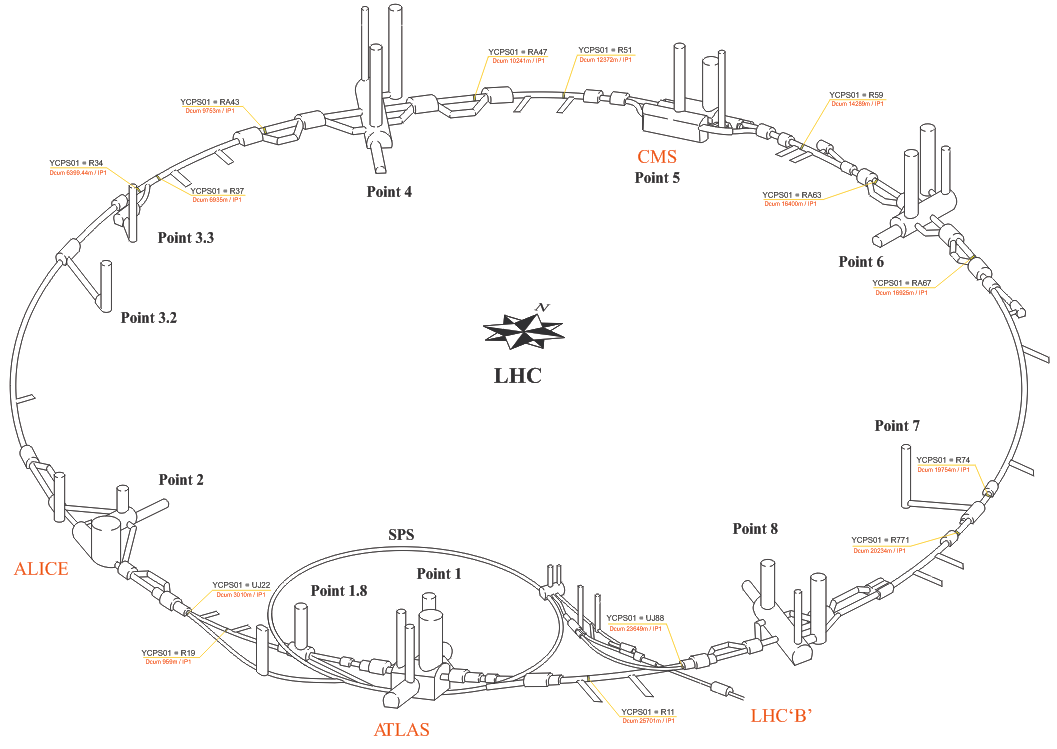 YCPS01 = RA47
Dcum 10241m / IP1
YCPS01 = R51
Dcum 12372m / IP1
YCPS01 = RA43
Dcum 9753m / IP1
YCPS01 = R59
Dcum 14289m / IP1
CMS
Point 5
YCPS01 = R34
Dcum 6399.44m / IP1
YCPS01 = R37
Dcum 6935m / IP1
Point 4
YCPS01 = RA63
Dcum 16400m / IP1
Point 3.3
Point 6
YCPS01 = RA67
Dcum 16925m / IP1
Point 3.2
N
LHC
Point 7
YCPS01 = R74
Dcum 19754m / IP1
Point 2
Point 8
SPS
YCPS01 = R771
Dcum 20234m / IP1
ALICE
Point 1
Point 1.8
YCPS01 = UJ22
Dcum 3010m / IP1
YCPS01 = UJ88
Dcum 23649m / IP1
YCPS01 = R19
Dcum 959m / IP1
YCPS01 = R11
Dcum 25701m / IP1
LHC‘B’
ATLAS